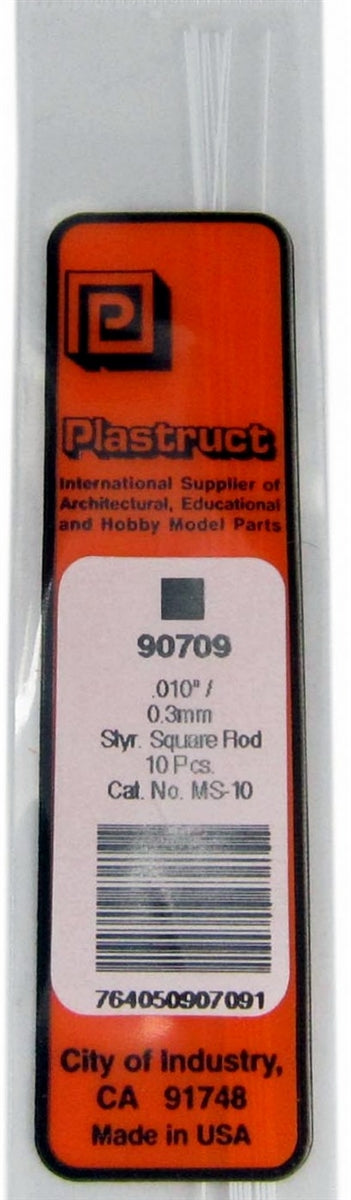 P
Plastruct
International Supplier of
Architectural, Educational
and Hobby Model Parts
90709
.010" /
0.3mm
Styr. Square Rod
10 Pcs.
Cat. No. MS-10
764050907091
City of Industry,
CA 91748
Made in USA